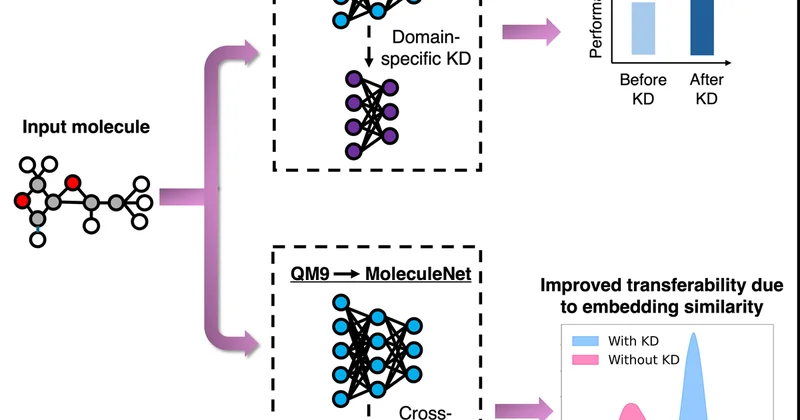 Domain-
specific KD
Performa
Before
KD
After
KD
Input molecule
QM9 → MoleculeNet
Improved transferability due
to embedding similarity
With KD
Without KD
Cross-